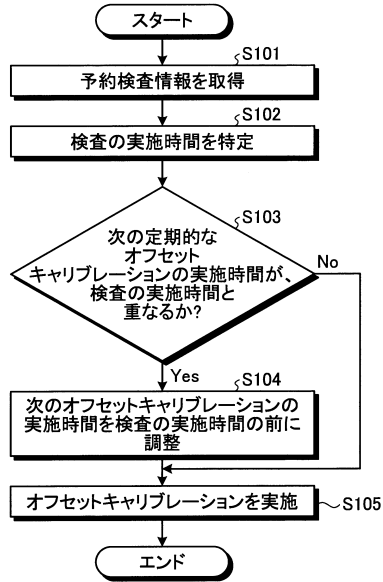 スタート
S101
予約検査情報を取得
S102
検査の実施時間を特定
S103
次の定期的な
オフセット
キャリブレーションの実施時間が、
検査の実施時間と
重なるか?
No
Yes
S104
次のオフセットキャリブレーションの
実施時間を検査の実施時間の前に
調整
オフセットキャリブレーションを実施
S105
エンド